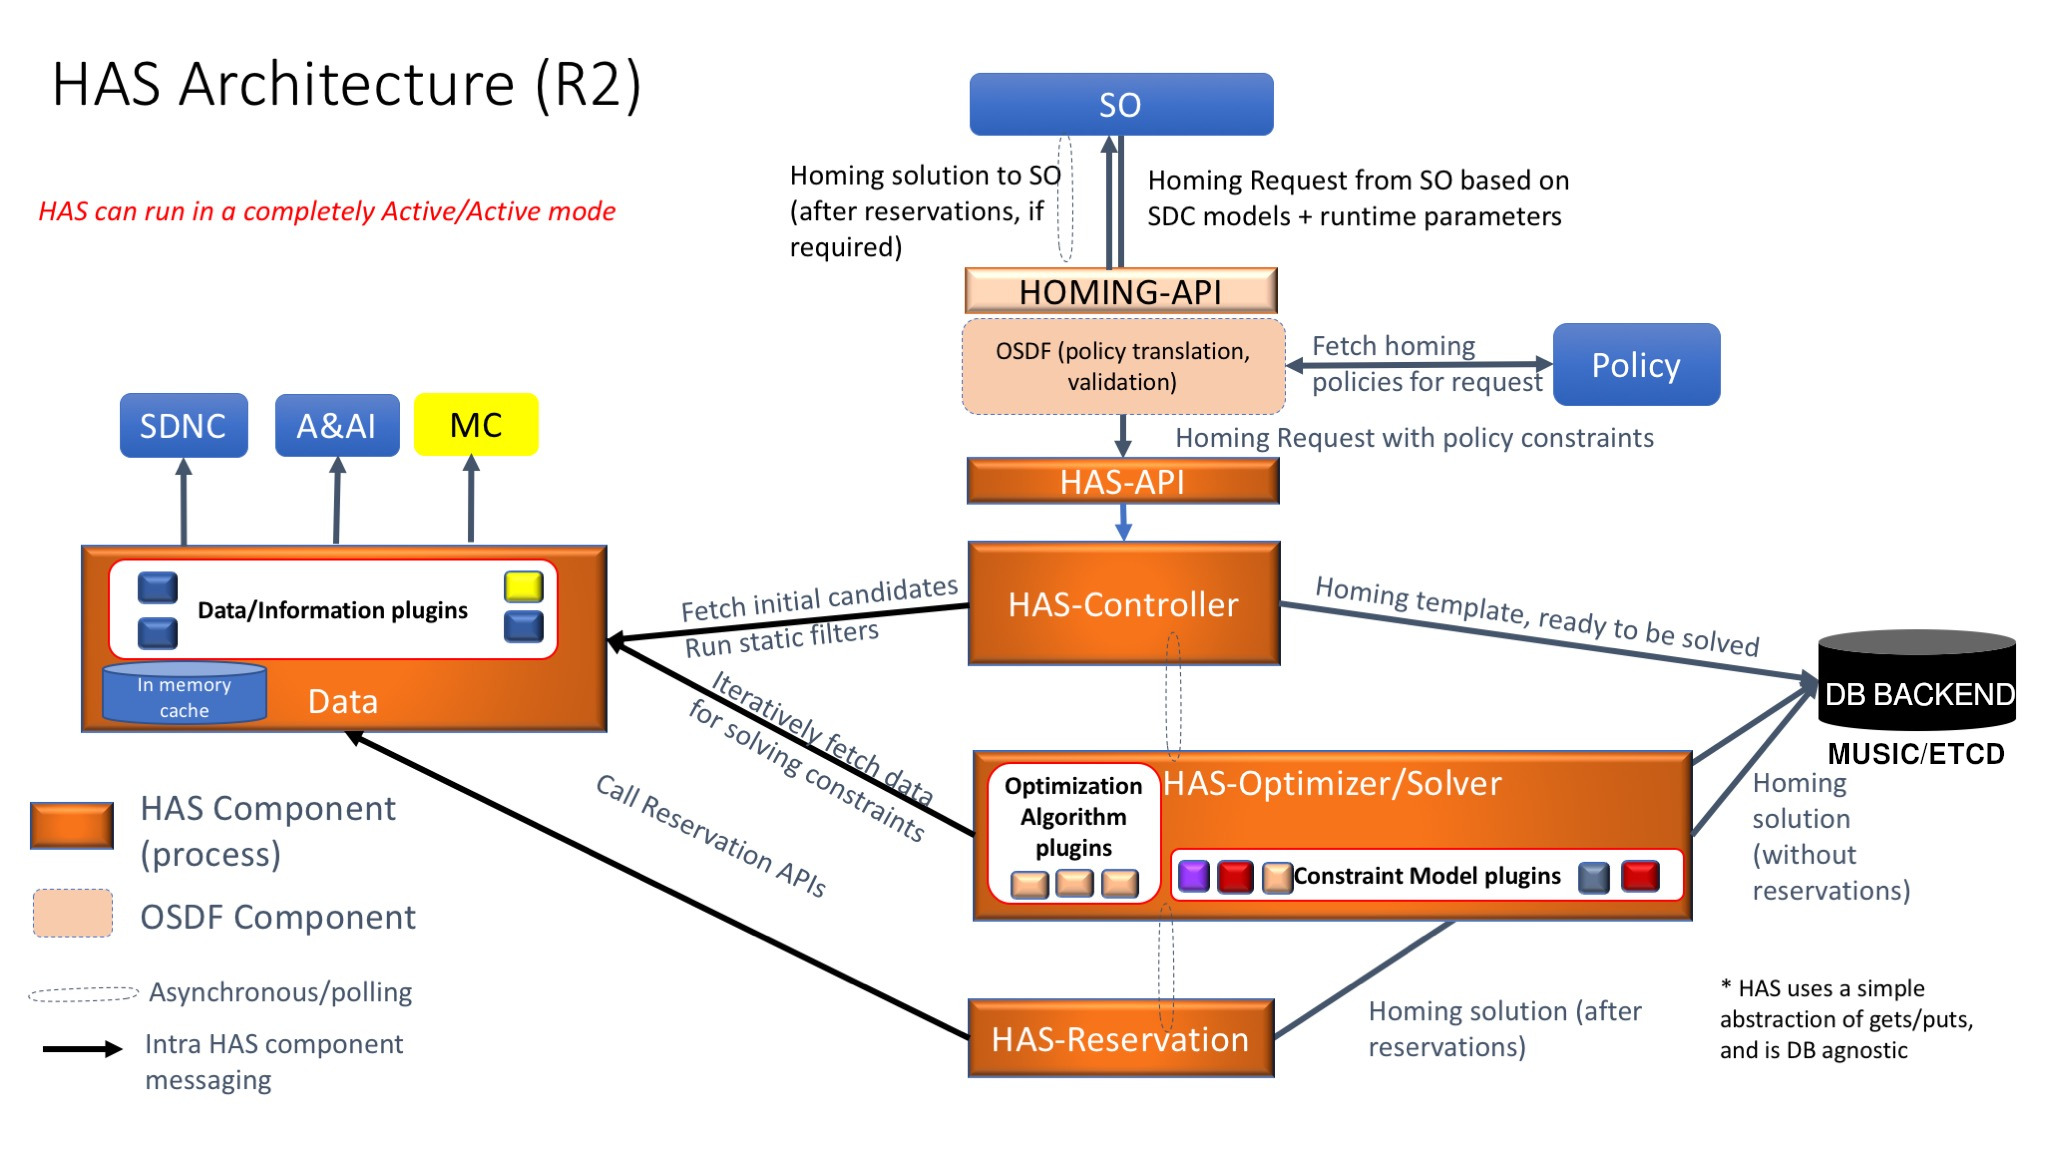 HAS Architecture (R2)
HAS can run in a completely Active/Active mode
SO
Homing solution to SO
(after reservations, if
required)
Homing Request from SO based on
SDC models + runtime parameters
HOMING-API
OSDF (policy translation,
validation)
Fetch homing
policies for request
Policy
Homing Request with policy constraints
HAS-API
SDNC
A&AI
MC
Data/Information plugins
In memory
cache
Data
Fetch initial candidates
Run static filters
HAS-Controller
Homing template, ready to be solved
DB BACKEND
MUSIC/ETCD
Iteratively fetch data
for solving constraints
Call Reservation APIs
Optimization
Algorithm
plugins
HAS-Optimizer/Solver
Constraint Model plugins
Homing
solution
(without
reservations)
HAS-Reservation
Homing solution (after
reservations)
* HAS uses a simple
abstraction of gets/puts,
and is DB agnostic
HAS Component
(process)
OSDF Component
Asynchronous/polling
Intra HAS component
messaging